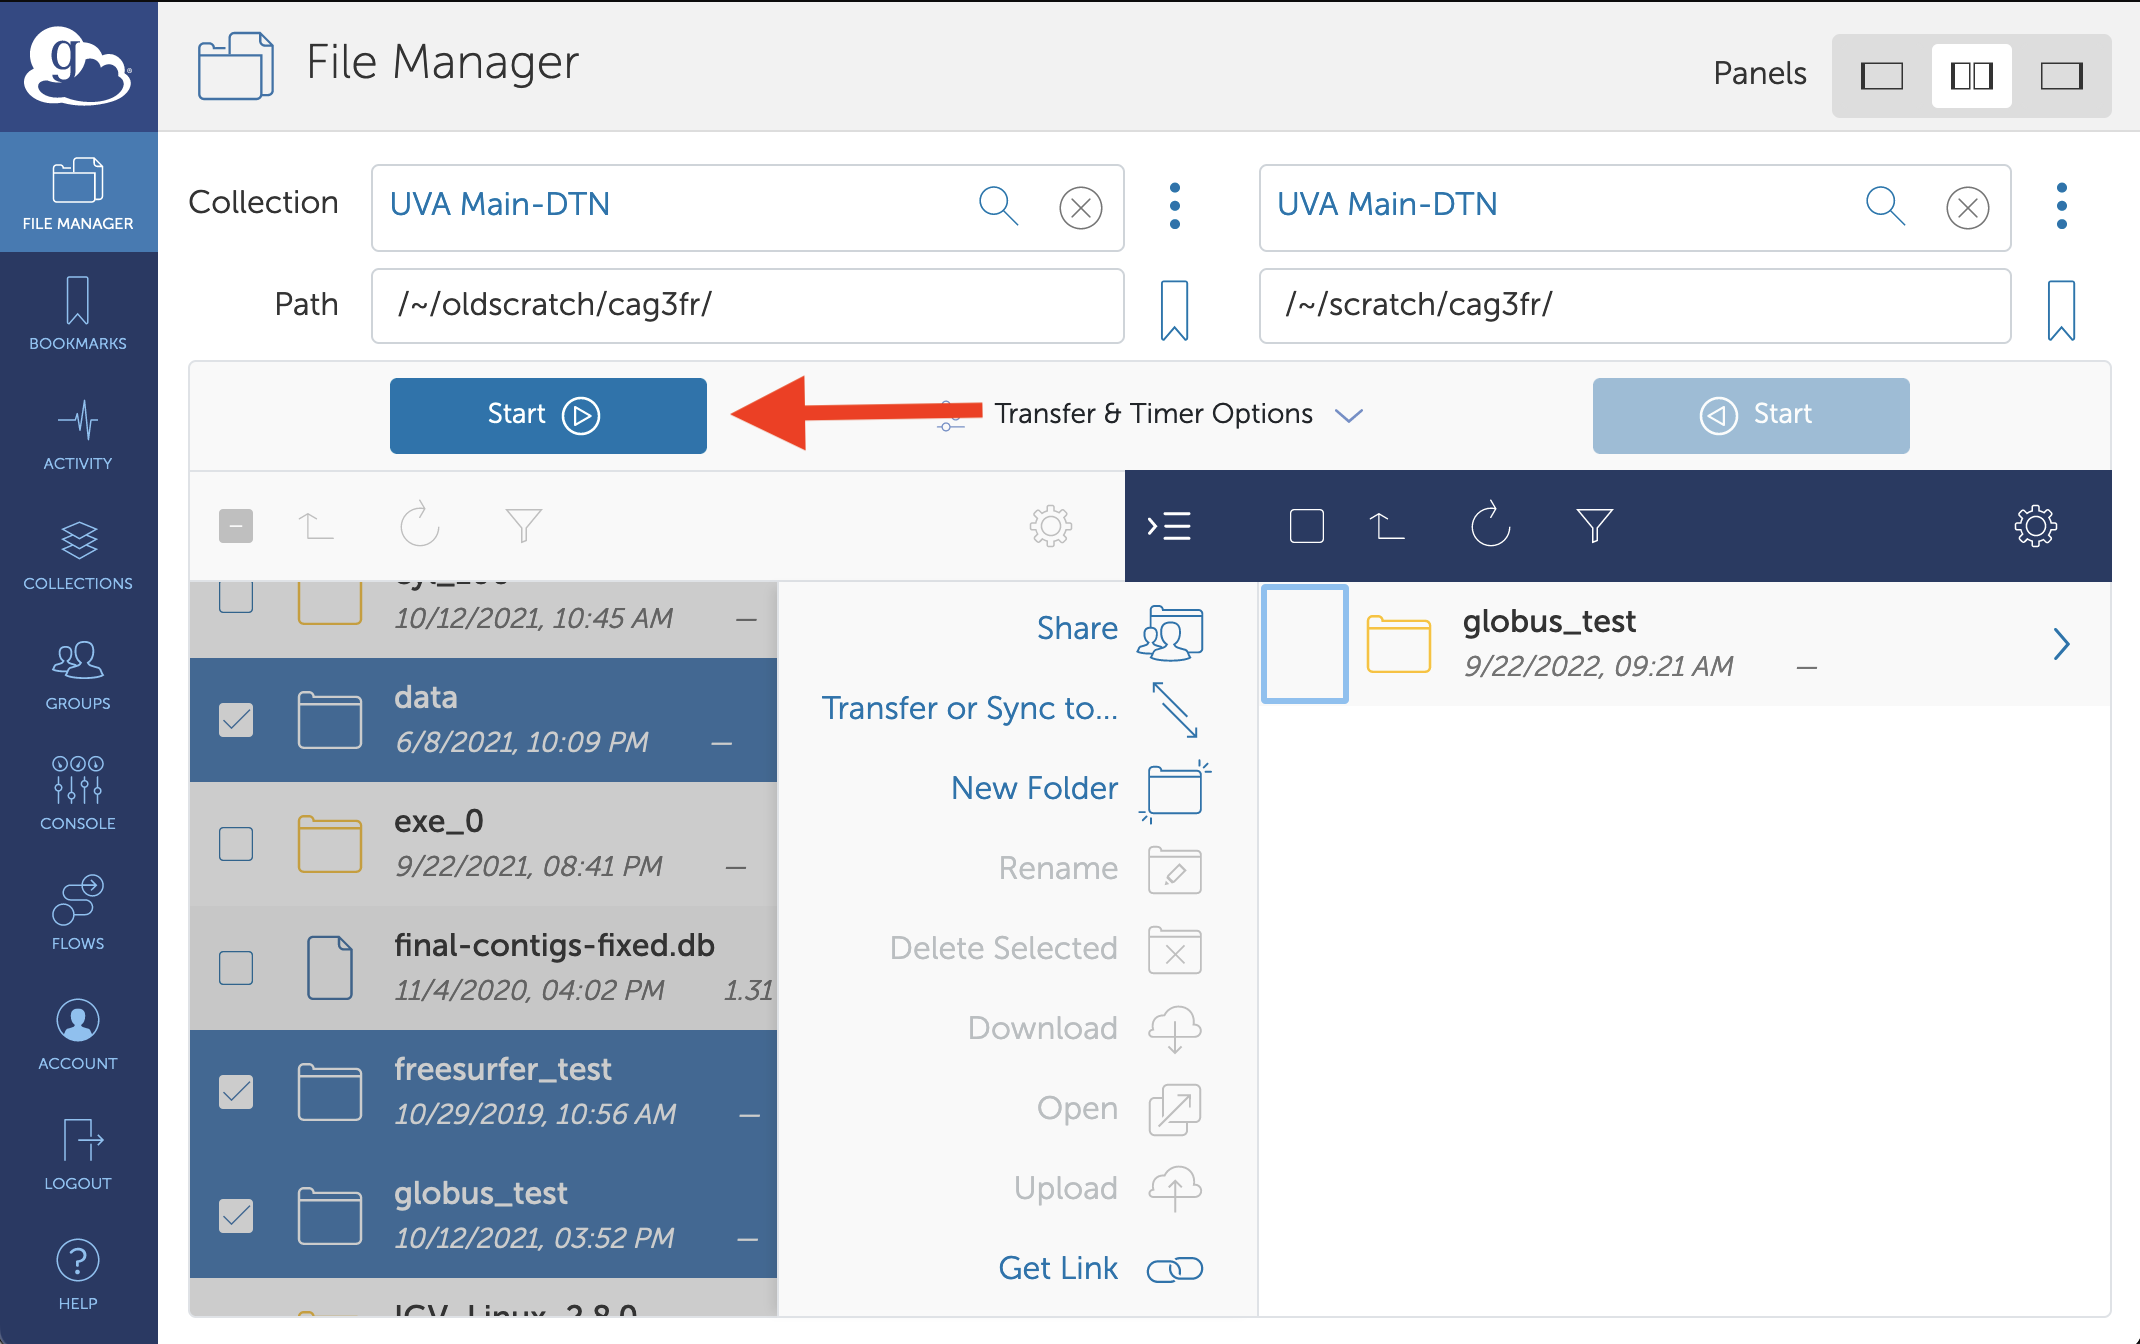 g
File Manager
Panels
FILE MANAGER
BOOKMARKS
ACTIVITY
COLLECTIONS
GROUPS
CONSOLE
FLOWS
ACCOUNT
LOGOUT
HELP
Collection
UVA Main-DTN
UVA Main-DTN
Path
/~/oldscratch/cag3fr/
/~/scratch/cag3fr/
Start
Transfer & Timer Options
Start
10/12/2021, 10:45 AM —
data
6/8/2021, 10:09 PM —
exe_0
9/22/2021, 08:41 PM —
final-contigs-fixed.db
11/4/2020, 04:02 PM 1.31
freesurfer_test
10/29/2019, 10:56 AM —
globus_test
10/12/2021, 03:52 PM —
IGV_Linux_2.8.0
Share
Transfer or Sync to...
New Folder
Rename
Delete Selected
Download
Open
Upload
Get Link
globus_test
9/22/2022, 09:21 AM —